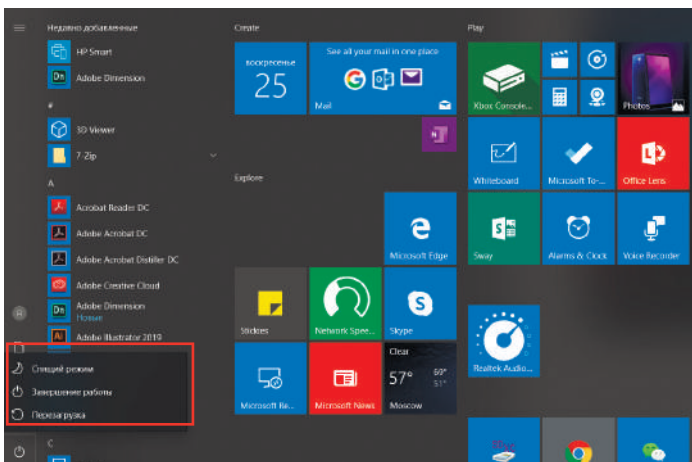 Недавно добавленные
HP Smart
Adobe Dimension
#
3D Viewer
7-Zip
A
Acrobat Reader DC
Adobe Acrobat DC
Adobe Acrobat Distiller DC
Adobe Creative Cloud
Adobe Dimension
Новые
Adobe Illustrator 2019
Спящий режим
Завершение работы
Перезагрузка
C
Create
воскресенье
25
See all your mail in one place
Mail
Explore
Microsoft Edge
Stickies
Network Spee...
Skype
Microsoft Re...
Microsoft News
Clear
57°
69°
51°
Moscow
Play
Xbox Console...
Photos
Whiteboard
Microsoft To-...
Office Lens
Sway
Alarms & Clock
Voice Recorder
Realtek Audio...